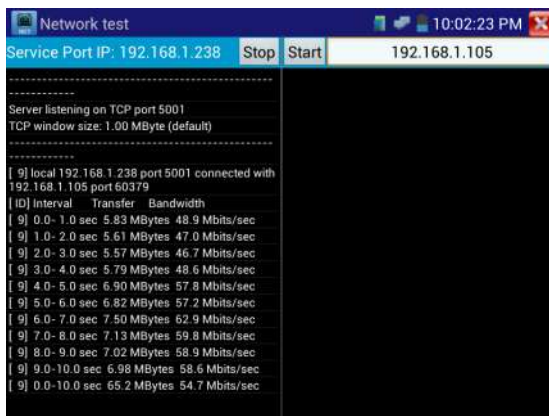 Network test
10:02:23 PM
Service Port IP: 192.168.1.238 Stop Start 192.168.1.105
------------------------------------------------
------------
Server listening on TCP port 5001
TCP window size: 1.00 MByte (default)
------------------------------------------------
------------
[ 9] local 192.168.1.238 port 5001 connected with
192.168.1.105 port 60379
[ ID] Interval Transfer Bandwidth
[ 9] 0.0- 1.0 sec 5.83 MBytes 48.9 Mbits/sec
[ 9] 1.0- 2.0 sec 5.61 MBytes 47.0 Mbits/sec
[ 9] 2.0- 3.0 sec 5.57 MBytes 46.7 Mbits/sec
[ 9] 3.0- 4.0 sec 5.79 MBytes 48.6 Mbits/sec
[ 9] 4.0- 5.0 sec 6.90 MBytes 57.8 Mbits/sec
[ 9] 5.0- 6.0 sec 6.82 MBytes 57.2 Mbits/sec
[ 9] 6.0- 7.0 sec 7.50 MBytes 62.9 Mbits/sec
[ 9] 7.0- 8.0 sec 7.13 MBytes 59.8 Mbits/sec
[ 9] 8.0- 9.0 sec 7.02 MBytes 58.9 Mbits/sec
[ 9] 9.0-10.0 sec 6.98 MBytes 58.6 Mbits/sec
[ 9] 0.0-10.0 sec 65.2 MBytes 54.7 Mbits/sec